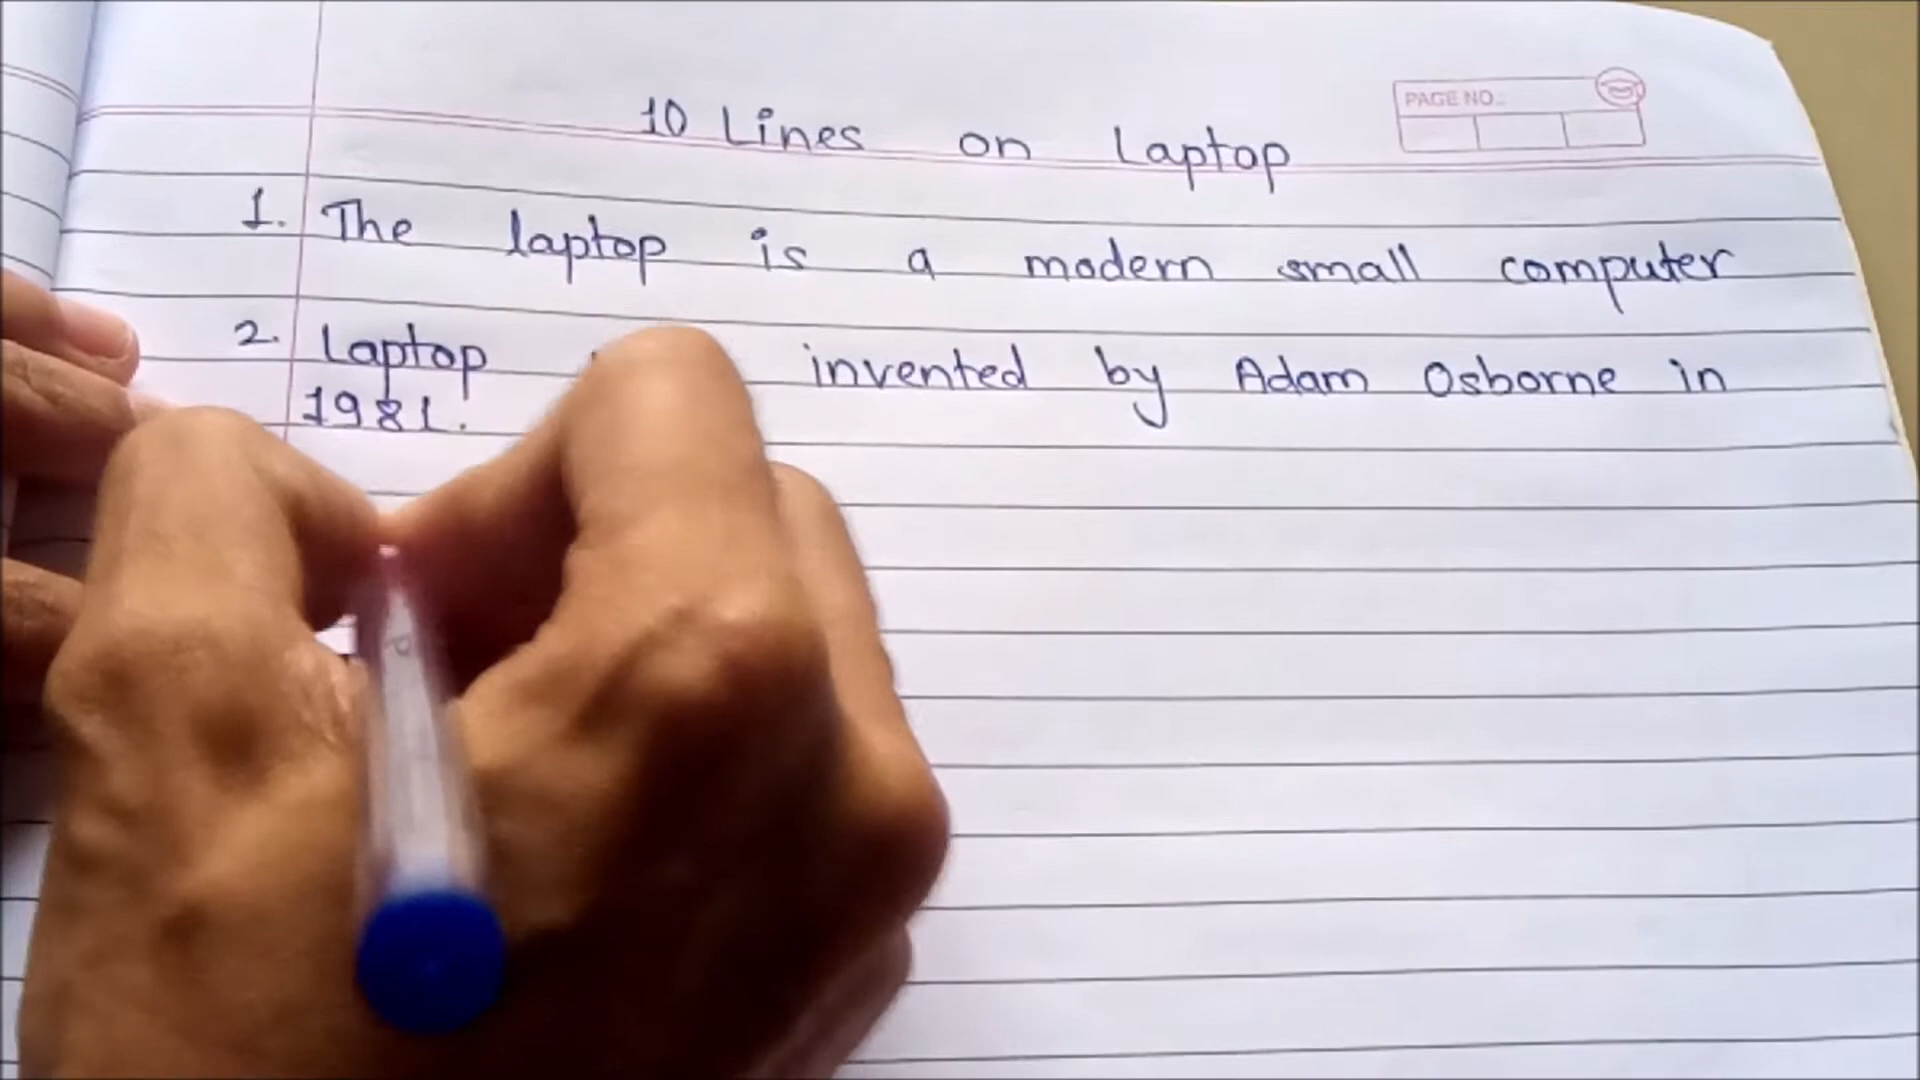 PAGE NO.:
10 Lines on Laptop
1. The laptop is a modern small computer
2. Laptop invented by Adam Osborne in
1981.